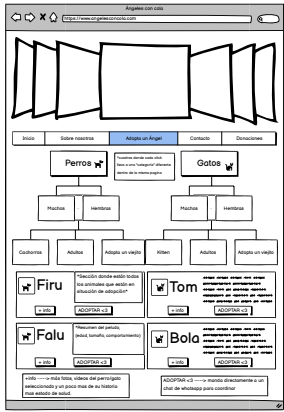 Angeles con cola
https://www.angelesconcola.com
Inicio
Sobre nosotros
Adopta un Ángel
Contacto
Donaciones
Perros
*cuadros donde cada click
lleva a una "categoria" diferente
dentro de la misma pagina
Gatos
Machos
Hembras
Machos
Hembras
Cachorros
Adultos
Adopta un viejito
Kitten
Adultos
Adopta un viejito
Firu
*Sección donde están todos
los animales que están en
situación de adopción*
+ info
ADOPTAR <3
Tom
+ info
ADOPTAR <3
Falu
*Resumen del peludo,
(edad, tamaño, comportamiento)
+ info
ADOPTAR <3
Bola
+ info
ADOPTAR <3
+info ----> más fotos, videos del perro/gato
seleccionado y un poco mas de su historia
mas estado de salud.
ADOPTAR <3 ----> manda directamente a un
chat de whatsapp para coordinar